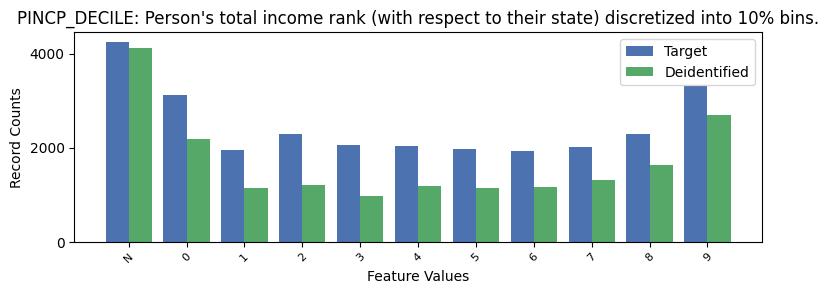 PINCP_DECILE: Person's total income rank (with respect to their state) discretized into 10% bins.
Target
Deidentified
Record Counts
4000
2000
0
N 0 1 2 3 4 5 6 7 8 9
Feature Values